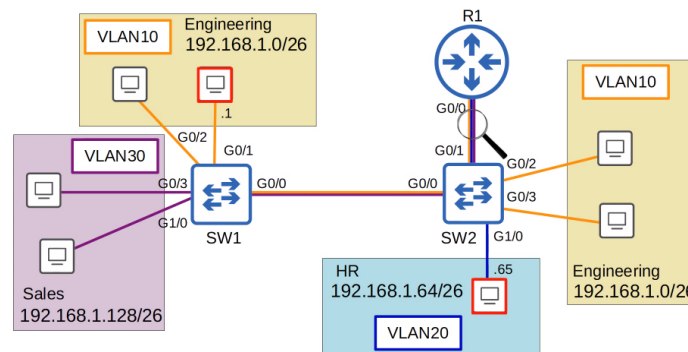 Engineering
192.168.1.0/26
VLAN10
R1
VLAN10
.1
G0/0
G0/2
G0/1
G0/1
G0/2
VLAN30
G0/3
G0/0
G0/0
G0/3
G1/0
G1/0
SW1
SW2
.65
HR
192.168.1.64/26
VLAN20
Engineering
192.168.1.0/26
Sales
192.168.1.128/26